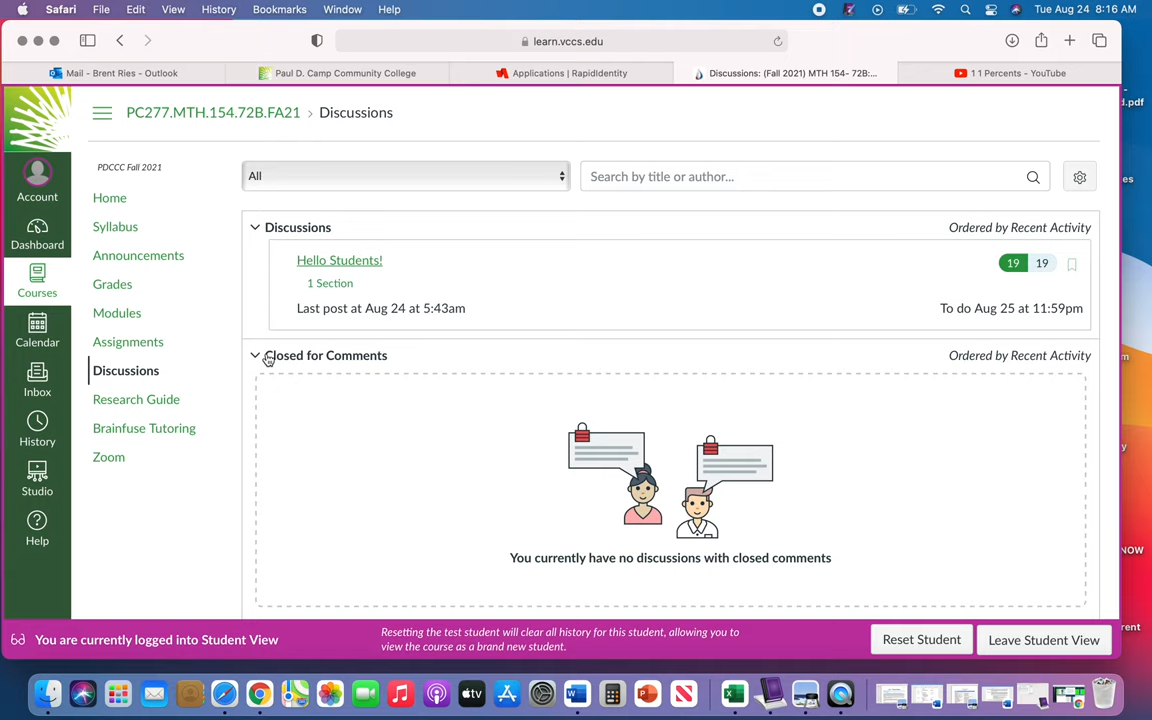 Safari File Edit View History Bookmarks Window Help Tue Aug 24 8:16 AM
learn.vccs.edu
Mail - Brent Ries - Outlook Paul D. Camp Community College Applications | RapidIdentity Discussions: (Fall 2021) MTH 154- 72B:... 1 1 Percents - YouTube
PC277.MTH.154.72B.FA21 › Discussions
PDCCC Fall 2021
Account
Dashboard
Courses
Calendar
Inbox
History
Studio
Help
Home
Syllabus
Announcements
Grades
Modules
Assignments
Discussions
Research Guide
Brainfuse Tutoring
Zoom
All Search by title or author...
Discussions Ordered by Recent Activity
Hello Students! 19 19
1 Section
Last post at Aug 24 at 5:43am To do Aug 25 at 11:59pm
Closed for Comments Ordered by Recent Activity
You currently have no discussions with closed comments
You are currently logged into Student View
Resetting the test student will clear all history for this student, allowing you to
view the course as a brand new student.
Reset Student Leave Student View
d.pdf
es
m
y
NOW
rent
tv